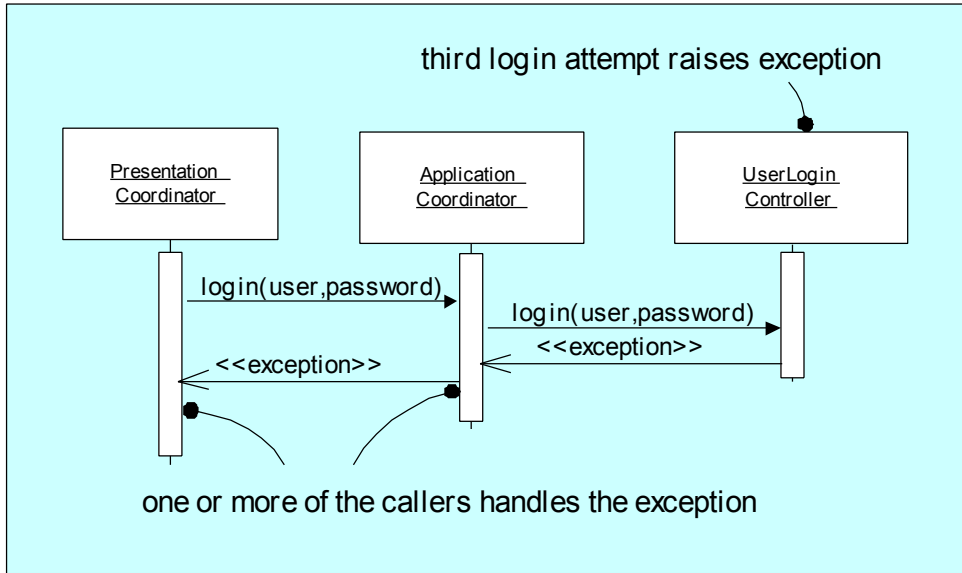 third login attempt raises exception
Presentation
Coordinator
Application
Coordinator
UserLogin
Controller
login(user,password)
login(user,password)
<<exception>>
<<exception>>
one or more of the callers handles the exception